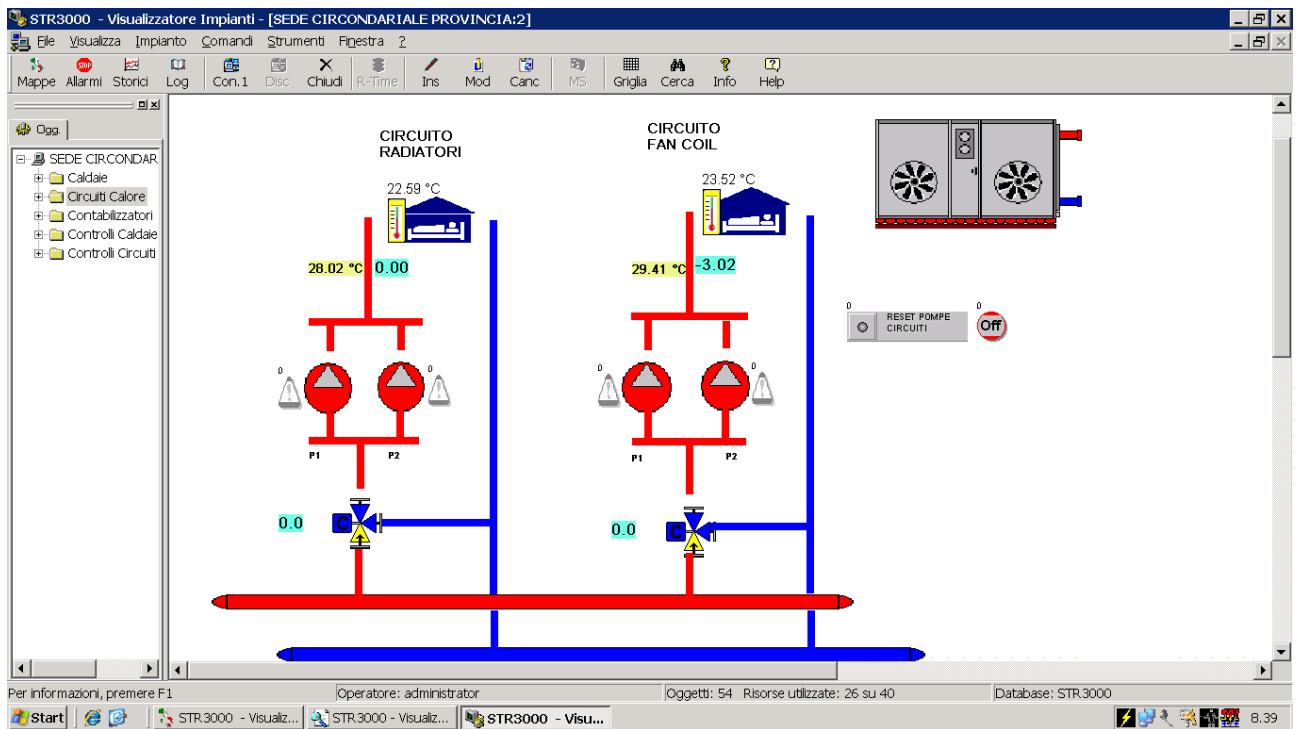 STR3000 - Visualizzatore Impianti - [SEDE CIRCONDARIALE PROVINCIA:2]
File Visualizza Impianto Comandi Strumenti Finestra ?
Mappe Allarmi Storici Log Con.1 Disc Chiudi R-Time Ins Mod Canc MS Griglia Cerca Info Help
STOP
Ogg.
SEDE CIRCONDAR
Caldaie
Circuiti Calore
Contabilizzatori
Controlli Caldaie
Controlli Circuiti
CIRCUITO
RADIATORI
22.59 °C
28.02 °C 0.00
0
0
P1 P2
0.0
C
CIRCUITO
FAN COIL
23.52 °C
29.41 °C -3.02
0
0
P1 P2
0.0
C
0
RESET POMPE
CIRCUITI
0
Off
Per informazioni, premere F1
Operatore: administrator
Oggetti: 54 Risorse utilizzate: 26 su 40
Database: STR3000
Start
STR3000 - Visualiz...
STR3000 - Visualiz...
STR3000 - Visu...
8.39